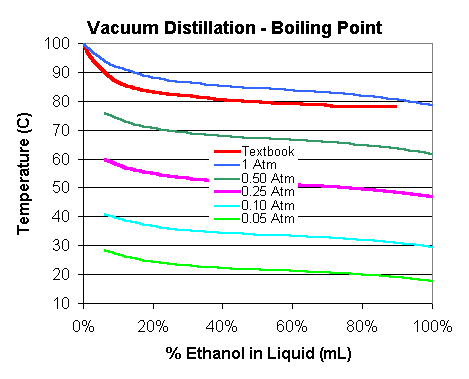 Vacuum Distillation - Boiling Point
Temperature (C)
100
90
80
70
60
50
40
30
20
10
Textbook
1 Atm
0.50 Atm
0.25 Atm
0.10 Atm
0.05 Atm
0% 20% 40% 60% 80% 100%
% Ethanol in Liquid (mL)